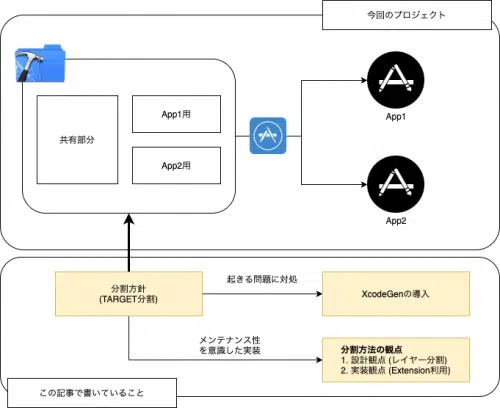 今回のプロジェクト
共有部分
App1用
App2用
App1
App2
分割方針
(TARGET分割)
起きる問題に対処
XcodeGenの導入
メンテナンス性
を意識した実装
分割方法の観点
1. 設計観点 (レイヤー分割)
2. 実装観点 (Extension利用)
この記事で書いていること